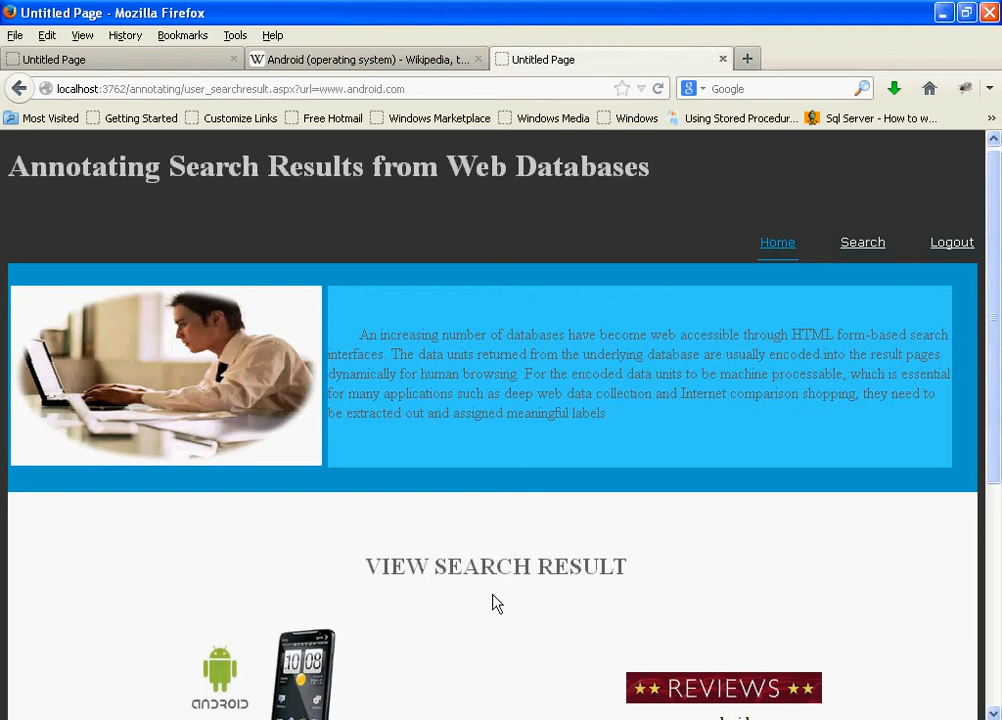 Untitled Page - Mozilla Firefox
File Edit View History Bookmarks Tools Help
Untitled Page
Android (operating system) - Wikipedia, t...
Untitled Page
localhost:3762/annotating/user_searchresult.aspx?url=www.android.com
Google
Most Visited Getting Started Customize Links Free Hotmail Windows Marketplace Windows Media Windows Using Stored Procedur... Sql Server - How to w...
Annotating Search Results from Web Databases
Home Search Logout
An increasing number of databases have become web accessible through HTML form-based search
interfaces. The data units returned from the underlying database are usually encoded into the result pages
dynamically for human browsing. For the encoded data units to be machine processable, which is essential
for many applications such as deep web data collection and Internet comparison shopping, they need to
be extracted out and assigned meaningful labels
VIEW SEARCH RESULT
10 08
ANDROID
REVIEWS